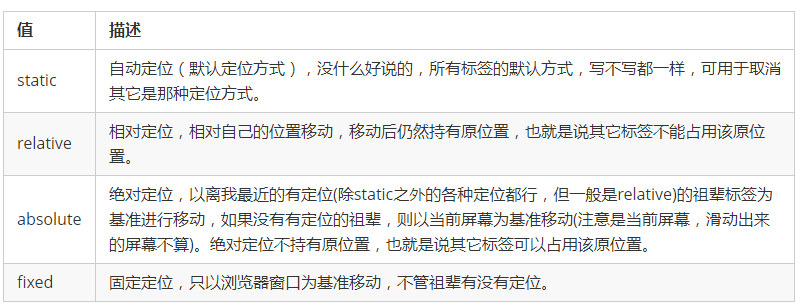 值 描述
自动定位（默认定位方式），没什么好说的，所有标签的默认方式，写不写都一样，可用于取消
static
其它是那种定位方式。
相对定位，相对自己的位置移动，移动后仍然持有原位置，也就是说其它标签不能占用该原位
relative
置。
绝对定位，以离我最近的有定位(除static之外的各种定位都行，但一般是relative)的祖辈标签为
absolute 基准进行移动，如果没有有定位的祖辈，则以当前屏幕为基准移动(注意是当前屏幕，滑动出来
的屏幕不算)。绝对定位不持有原位置，也就是说其它标签可以占用该原位置。
fixed 固定定位，只以浏览器窗口为基准移动，不管祖辈有没有定位。